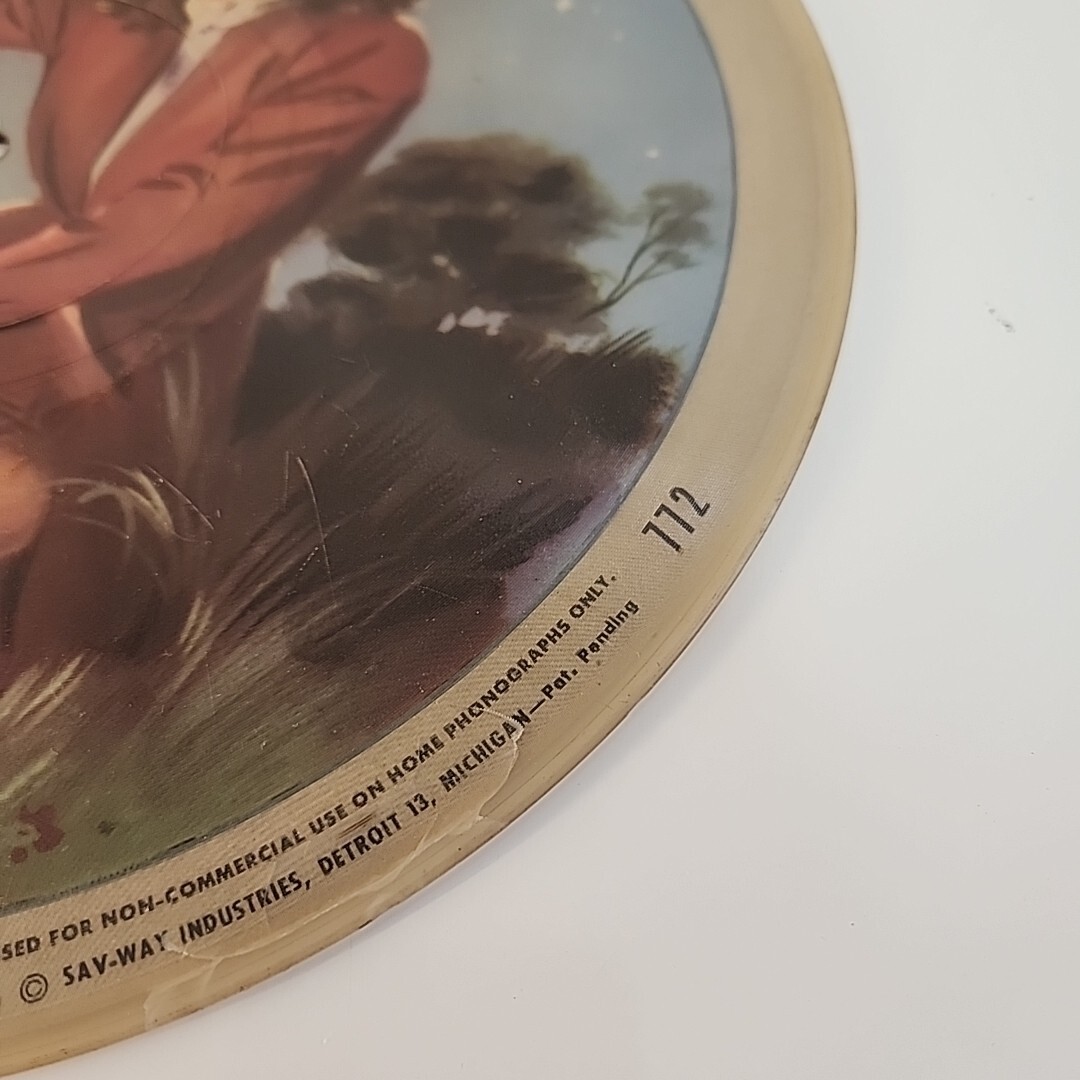 772
SED FOR NON-COMMERCIAL USE ON HOME PHONOGRAPHS ONLY.
© SAV-WAY INDUSTRIES, DETROIT 13, MICHIGAN—Pat. Pending